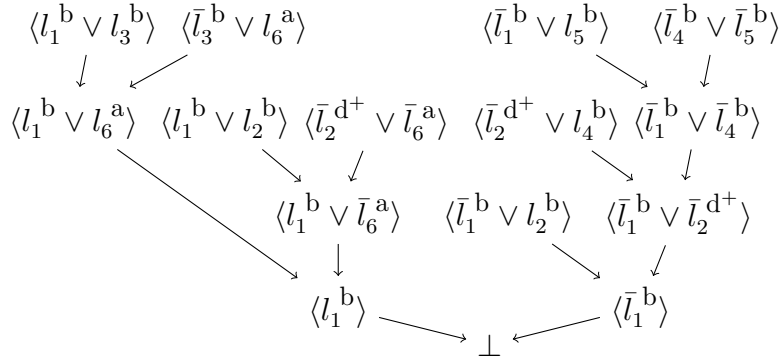 ⟨l₁ᵇ ∨ l₃ᵇ⟩ ⟨l̄₃ᵇ ∨ l₆ᵃ⟩ ⟨l̄₁ᵇ ∨ l₅ᵇ⟩ ⟨l̄₄ᵇ ∨ l̄₅ᵇ⟩
⟨l₁ᵇ ∨ l₆ᵃ⟩ ⟨l₁ᵇ ∨ l₂ᵇ⟩ ⟨l̄₂ᵈ⁺ ∨ l̄₆ᵃ⟩ ⟨l̄₂ᵈ⁺ ∨ l₄ᵇ⟩ ⟨l̄₁ᵇ ∨ l̄₄ᵇ⟩
⟨l₁ᵇ ∨ l̄₆ᵃ⟩ ⟨l̄₁ᵇ ∨ l₂ᵇ⟩ ⟨l̄₁ᵇ ∨ l̄₂ᵈ⁺⟩
⟨l₁ᵇ⟩ ⟨l̄₁ᵇ⟩
⊥